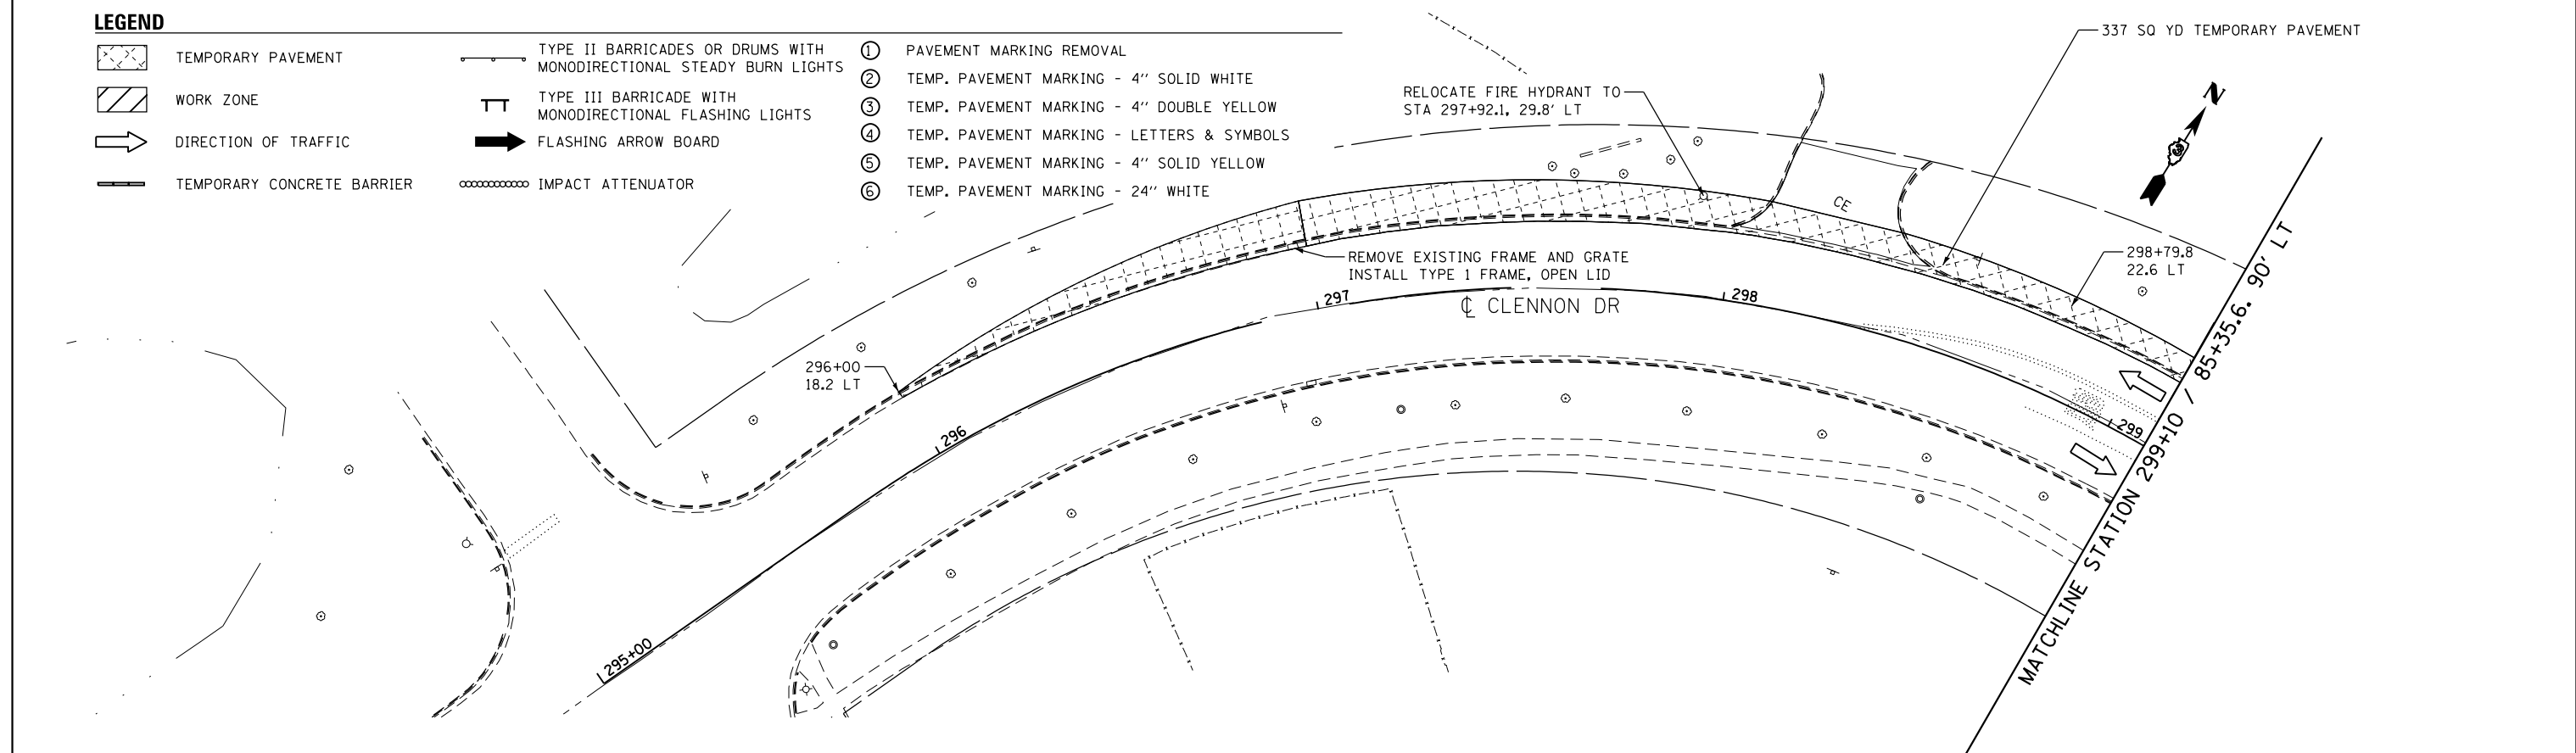 LEGEND
TEMPORARY PAVEMENT
WORK ZONE
DIRECTION OF TRAFFIC
TEMPORARY CONCRETE BARRIER
TYPE II BARRICADES OR DRUMS WITH
MONODIRECTIONAL STEADY BURN LIGHTS
TYPE III BARRICADE WITH
MONODIRECTIONAL FLASHING LIGHTS
FLASHING ARROW BOARD
IMPACT ATTENUATOR
1 PAVEMENT MARKING REMOVAL
2 TEMP. PAVEMENT MARKING - 4" SOLID WHITE
3 TEMP. PAVEMENT MARKING - 4" DOUBLE YELLOW
4 TEMP. PAVEMENT MARKING - LETTERS & SYMBOLS
5 TEMP. PAVEMENT MARKING - 4" SOLID YELLOW
6 TEMP. PAVEMENT MARKING - 24" WHITE
337 SQ YD TEMPORARY PAVEMENT
RELOCATE FIRE HYDRANT TO
STA 297+92.1, 29.8' LT
N
CE
REMOVE EXISTING FRAME AND GRATE
INSTALL TYPE 1 FRAME, OPEN LID
298+79.8
22.6 LT
297
298
℄ CLENNON DR
296+00
18.2 LT
296
299
295+00
MATCHLINE STATION 299+10 / 85+35.6. 90' LT